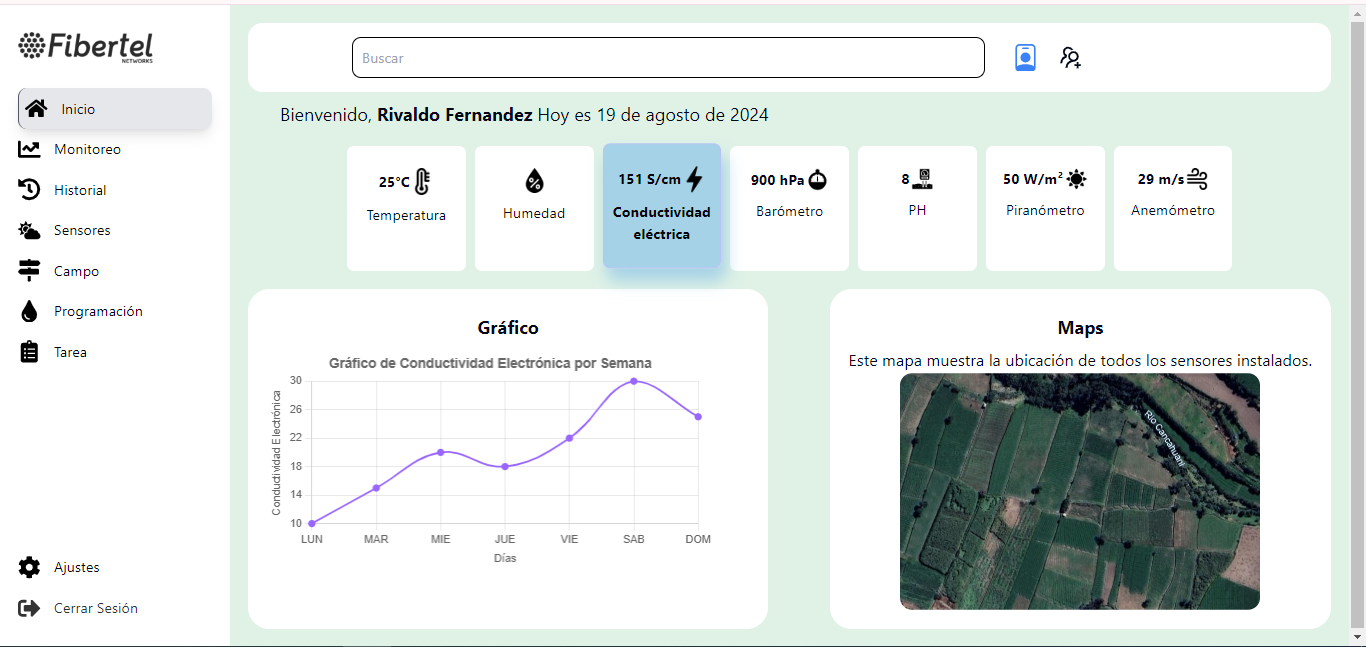 Fibertel
NETWORKS
Inicio
Monitoreo
Historial
Sensores
Campo
Programación
Tarea
Ajustes
Cerrar Sesión
Buscar
Bienvenido, Rivaldo Fernandez Hoy es 19 de agosto de 2024
25°C
Temperatura
Humedad
151 S/cm
Conductividad
eléctrica
900 hPa
Barómetro
8
PH
50 W/m²
Piranómetro
29 m/s
Anemómetro
Gráfico
Gráfico de Conductividad Electrónica por Semana
Conductividad Electrónica
30
26
22
18
14
10
LUN MAR MIE JUE VIE SAB DOM
Días
Maps
Este mapa muestra la ubicación de todos los sensores instalados.
Río Cancahuani